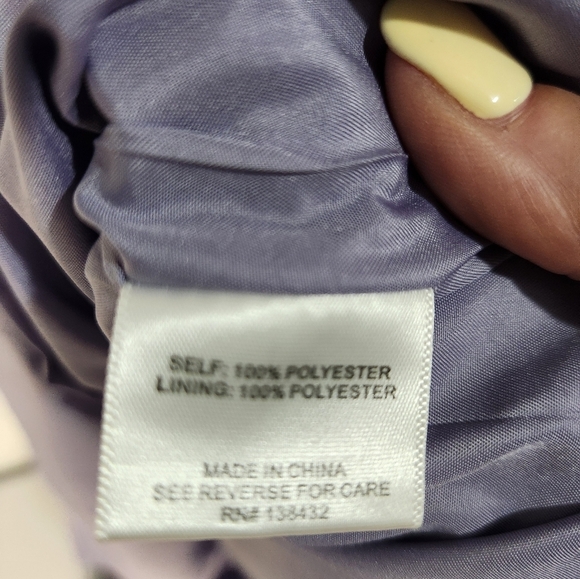 SELF: 100% POLYESTER
LINING: 100% POLYESTER
MADE IN CHINA
SEE REVERSE FOR CARE
RN# 138432